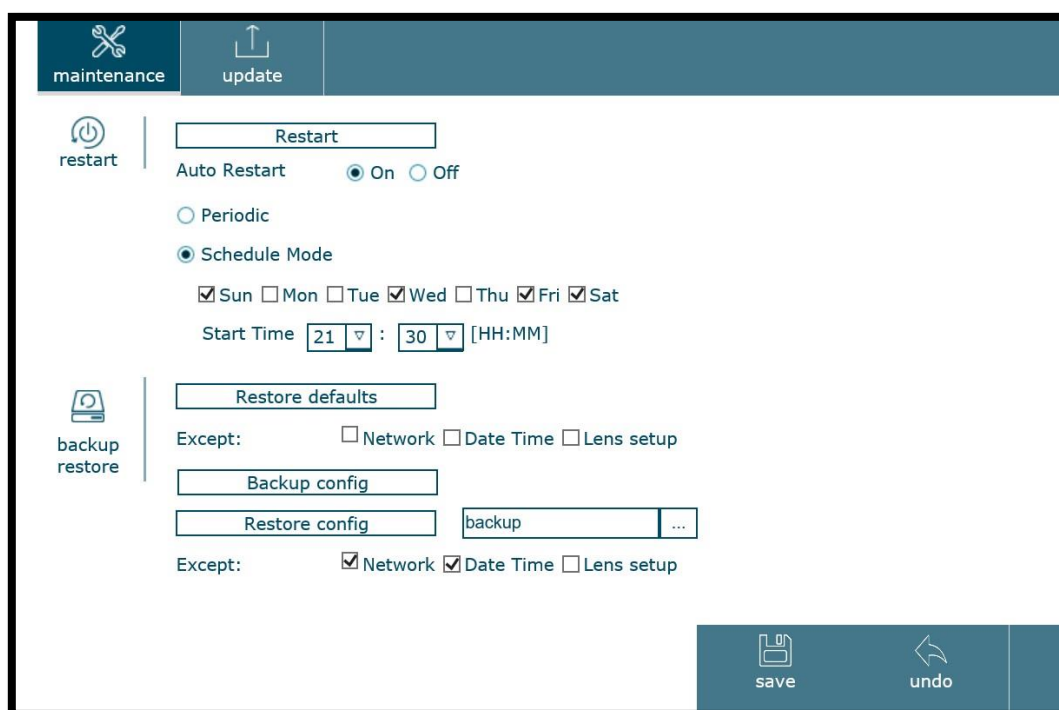 maintenance update
restart
Restart
Auto Restart On Off
Periodic
Schedule Mode
Sun Mon Tue Wed Thu Fri Sat
Start Time 21 : 30 [HH:MM]
backup
restore
Restore defaults
Except: Network Date Time Lens setup
Backup config
Restore config backup ...
Except: Network Date Time Lens setup
save undo